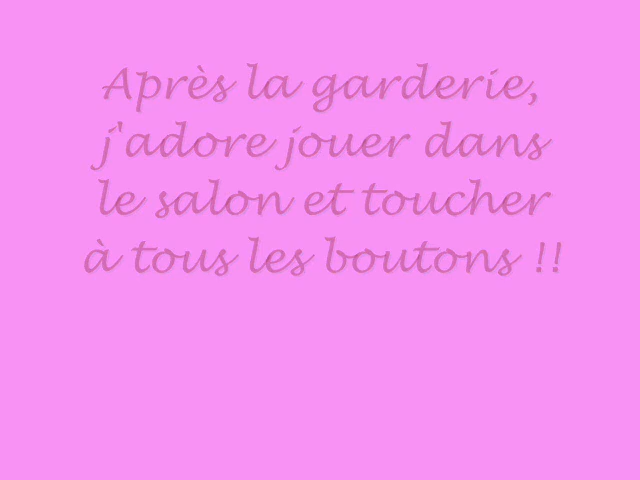 Après la garderie,
j'adore jouer dans
le salon et toucher
à tous les boutons !!